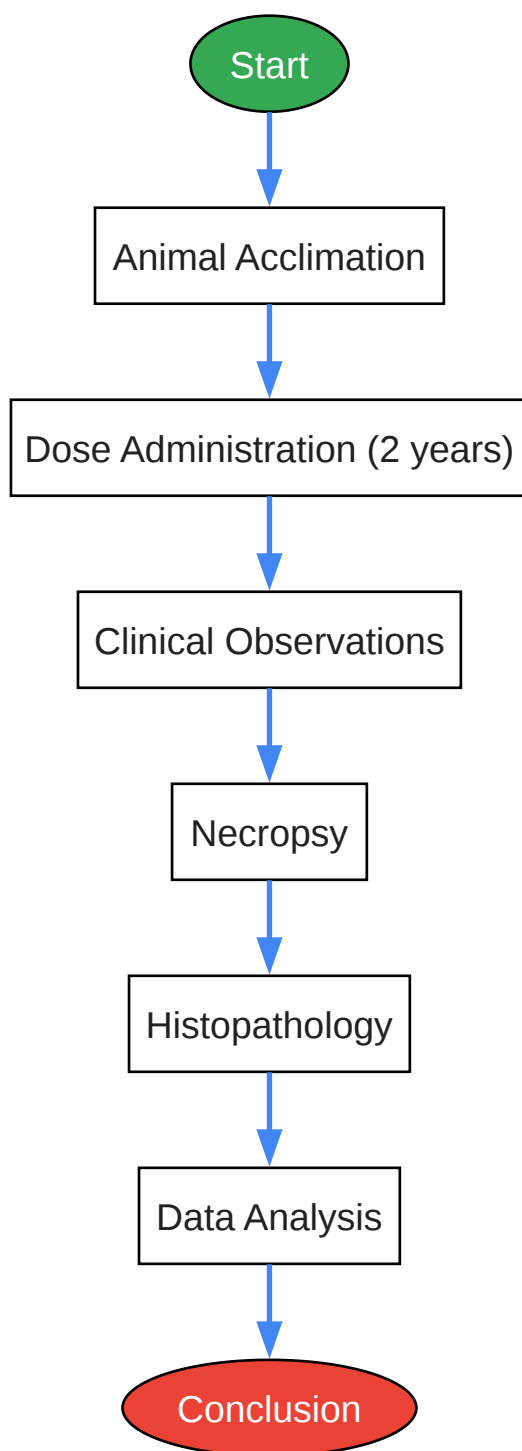 Start
Animal Acclimation
Dose Administration (2 years)
Clinical Observations
Necropsy
Histopathology
Data Analysis
Conclusion